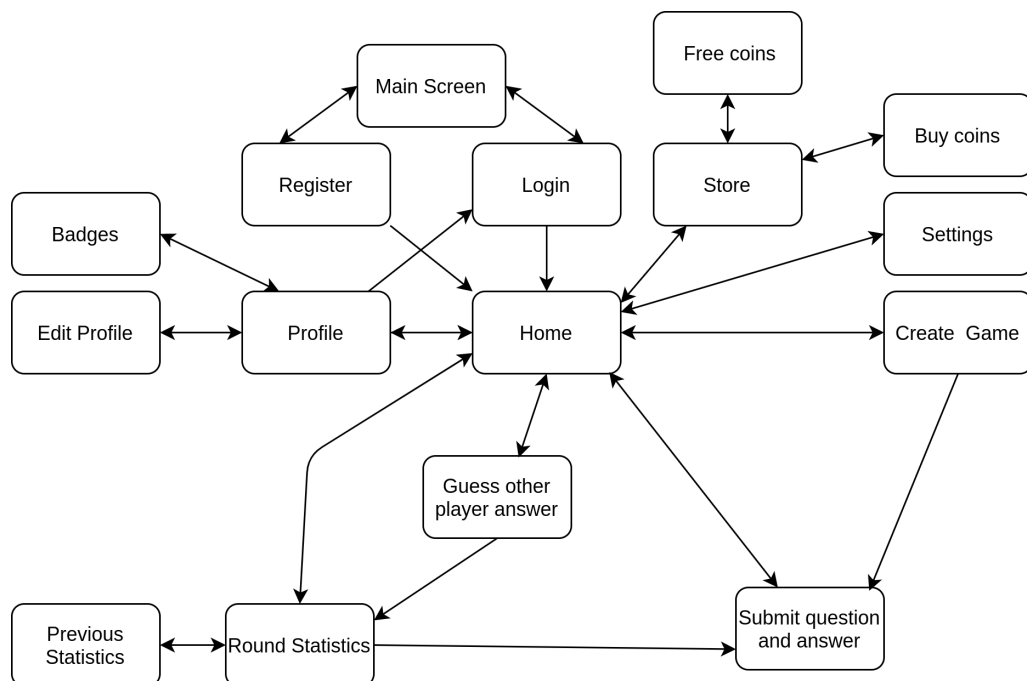 Free coins
Main Screen
Buy coins
Register
Login
Store
Badges
Settings
Edit Profile
Profile
Home
Create  Game
Guess other
player answer
Submit question
and answer
Previous
Statistics
Round Statistics